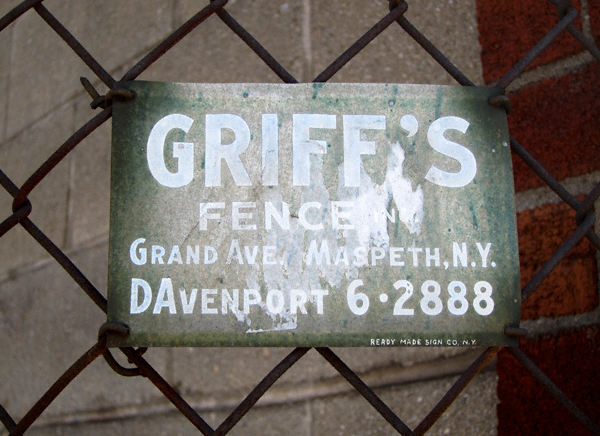 GRIFF'S
FENCE
GRAND AVE. MASPETH, N.Y.
DAVENPORT 6·2888
READY MADE SIGN CO. N.Y.